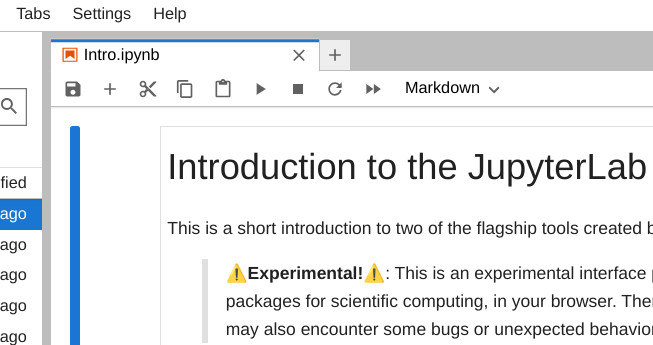 Tabs Settings Help
Intro.ipynb
Markdown
fied
ago
ago
ago
ago
ago
Introduction to the JupyterLab
This is a short introduction to two of the flagship tools created
⚠️Experimental!⚠️: This is an experimental interface
packages for scientific computing, in your browser. Ther
may also encounter some bugs or unexpected behavior